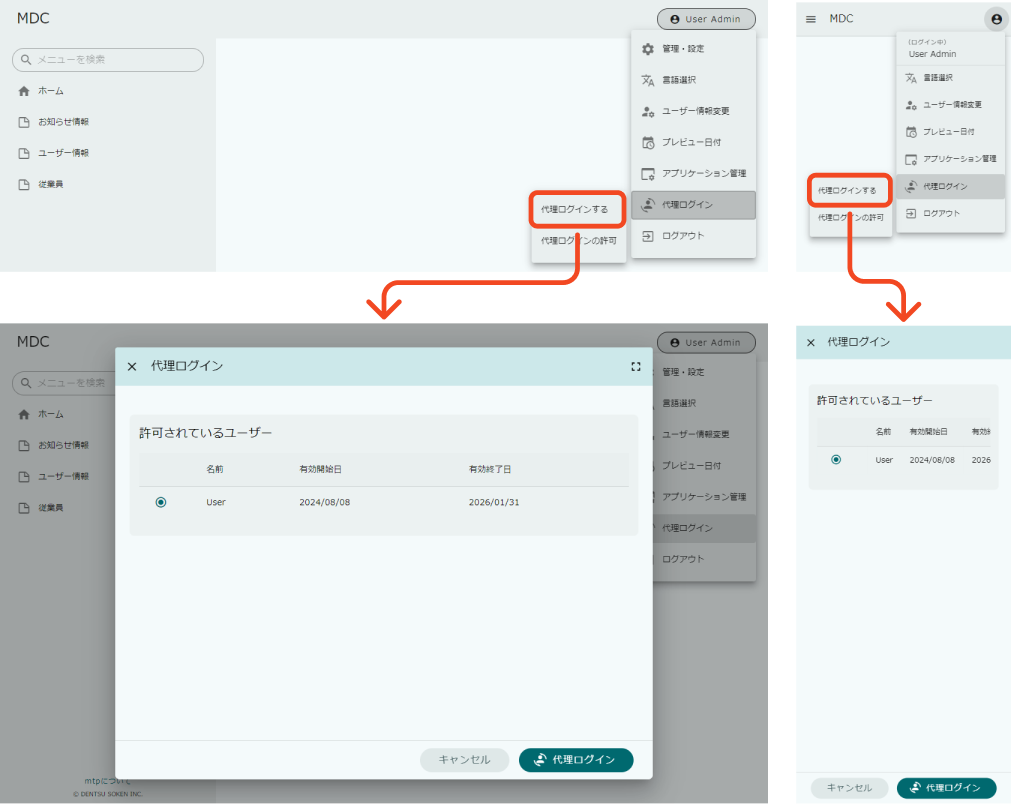 MDC
User Admin
メニューを検索
ホーム
お知らせ情報
ユーザー情報
従業員
管理・設定
言語選択
ユーザー情報変更
プレビュー日付
アプリケーション管理
代理ログイン
ログアウト
代理ログインする
代理ログインの許可
MDC
(ログイン中)
User Admin
言語選択
ユーザー情報変更
プレビュー日付
アプリケーション管理
代理ログイン
ログアウト
代理ログインする
代理ログインの許可
MDC
User Admin
メニューを検索
ホーム
お知らせ情報
ユーザー情報
従業員
管理・設定
言語選択
ユーザー情報変更
プレビュー日付
アプリケーション管理
代理ログイン
ログアウト
代理ログイン
許可されているユーザー
名前 有効開始日 有効終了日
User 2024/08/08 2026/01/31
キャンセル 代理ログイン
mtpについて
© DENTSU SOKEN INC.
代理ログイン
許可されているユーザー
名前 有効開始日 有効
User 2024/08/08 2026
キャンセル 代理ログイン